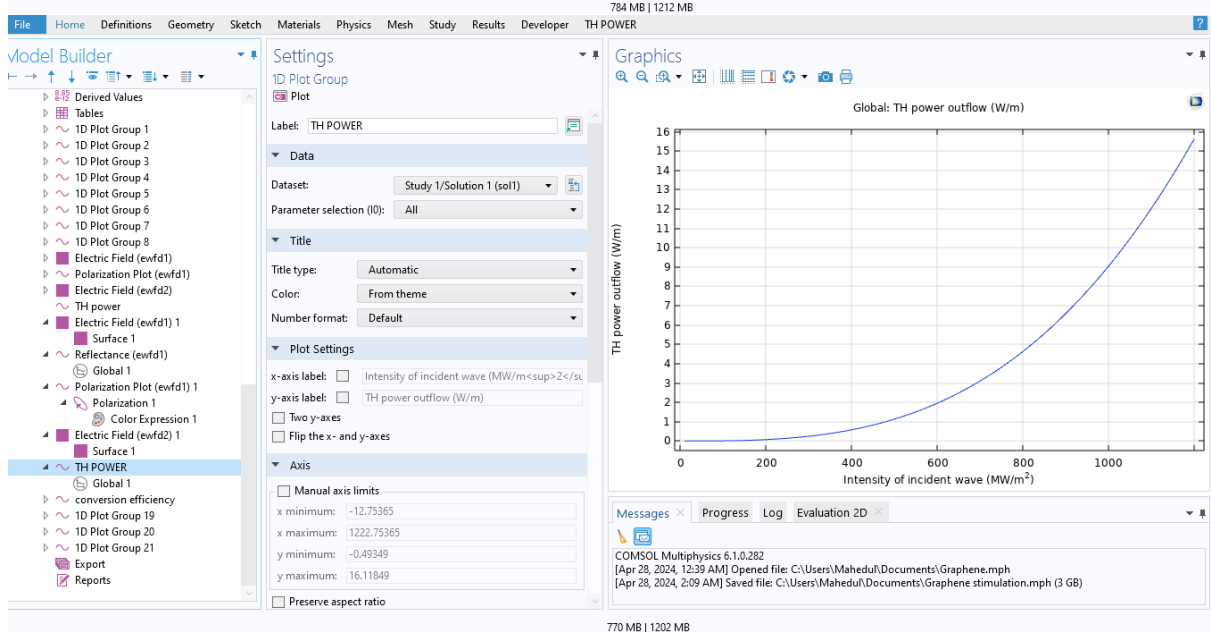 784 MB | 1212 MB
File Home Definitions Geometry Sketch Materials Physics Mesh Study Results Developer TH POWER ?
Model Builder
8.85
e-12 Derived Values
Tables
1D Plot Group 1
1D Plot Group 2
1D Plot Group 3
1D Plot Group 4
1D Plot Group 5
1D Plot Group 6
1D Plot Group 7
1D Plot Group 8
Electric Field (ewfd1)
Polarization Plot (ewfd1)
Electric Field (ewfd2)
TH power
Electric Field (ewfd1) 1
Surface 1
Reflectance (ewfd1)
Global 1
Polarization Plot (ewfd1) 1
Polarization 1
Color Expression 1
Electric Field (ewfd2) 1
Surface 1
TH POWER
Global 1
conversion efficiency
1D Plot Group 19
1D Plot Group 20
1D Plot Group 21
Export
Reports
Settings
1D Plot Group
Plot
Label: TH POWER
Data
Dataset: Study 1/Solution 1 (sol1)
Parameter selection (I0): All
Title
Title type: Automatic
Color: From theme
Number format: Default
Plot Settings
x-axis label: Intensity of incident wave (MW/m<sup>2</su
y-axis label: TH power outflow (W/m)
Two y-axes
Flip the x- and y-axes
Axis
Manual axis limits
x minimum: -12.75365
x maximum: 1222.75365
y minimum: -0.49349
y maximum: 16.11849
Preserve aspect ratio
Graphics
Global: TH power outflow (W/m)
TH power outflow (W/m)
16
15
14
13
12
11
10
9
8
7
6
5
4
3
2
1
0
0 200 400 600 800 1000
Intensity of incident wave (MW/m²)
Messages Progress Log Evaluation 2D
COMSOL Multiphysics 6.1.0.282
[Apr 28, 2024, 12:39 AM] Opened file: C:\Users\Mahedul\Documents\Graphene.mph
[Apr 28, 2024, 2:09 AM] Saved file: C:\Users\Mahedul\Documents\Graphene stimulation.mph (3 GB)
770 MB | 1202 MB